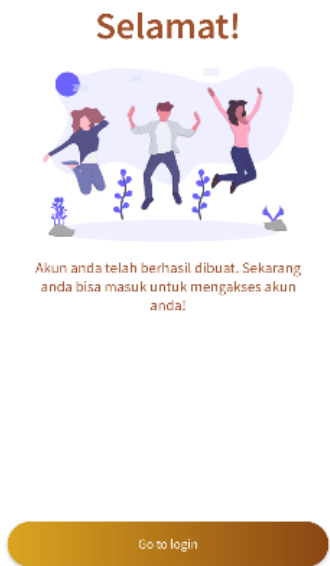 Selamat!
Akun anda telah berhasil dibuat. Sekarang
anda bisa masuk untuk mengakses akun
anda!
Go to login